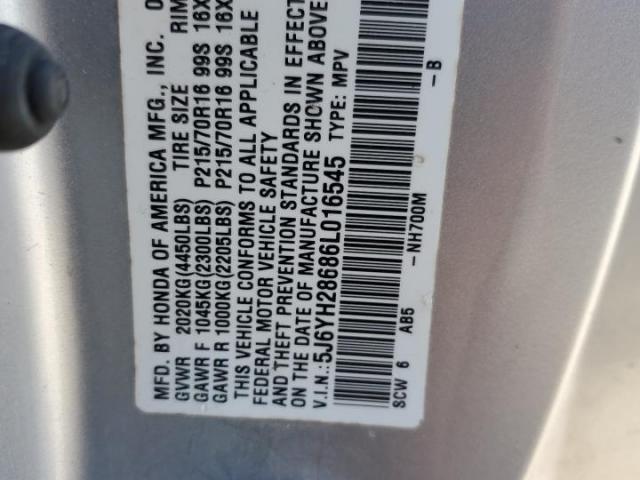 MFD. BY HONDA OF AMERICA MFG., INC. 0
GVWR 2020KG(4450LBS) TIRE SIZE RIM
GAWR F 1045KG(2300LBS) P215/70R16 99S 16X
GAWR R 1000KG(2205LBS) P215/70R16 99S 16X
THIS VEHICLE CONFORMS TO ALL APPLICABLE
FEDERAL MOTOR VEHICLE SAFETY
AND THEFT PREVENTION STANDARDS IN EFFECT
ON THE DATE OF MANUFACTURE SHOWN ABOVE
V.I.N.:5J6YH28686L016545 TYPE: MPV
SCW 6 AB5 -NH700M -B